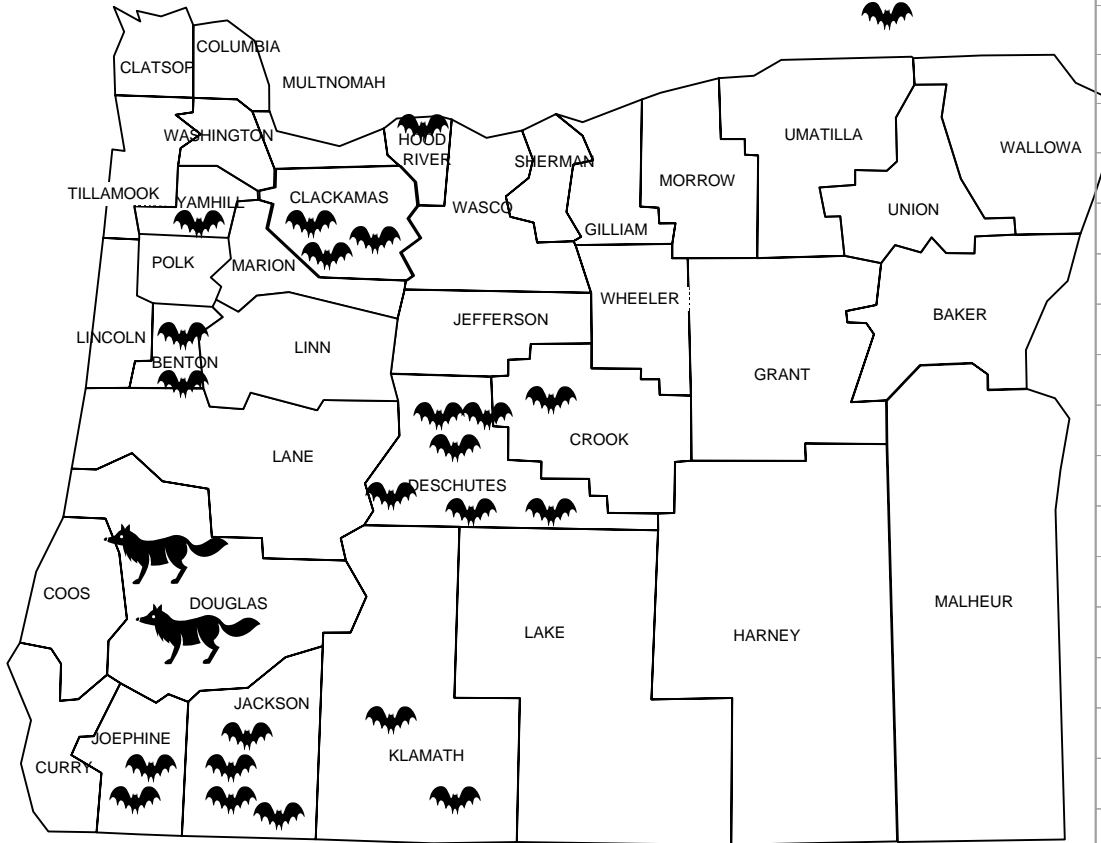 COLUMBIA
CLATSOP
MULTNOMAH
WASHINGTON
HOOD
RIVER
UMATILLA
WALLOWA
SHERMAN
MORROW
TILLAMOOK
YAMHILL
CLACKAMAS
WASCO
UNION
GILLIAM
POLK
MARION
WHEELER
JEFFERSON
BAKER
LINCOLN
LINN
BENTON
GRANT
CROOK
LANE
DESCHUTES
COOS
DOUGLAS
MALHEUR
LAKE
HARNEY
JACKSON
JOEPHINE
KLAMATH
CURRY